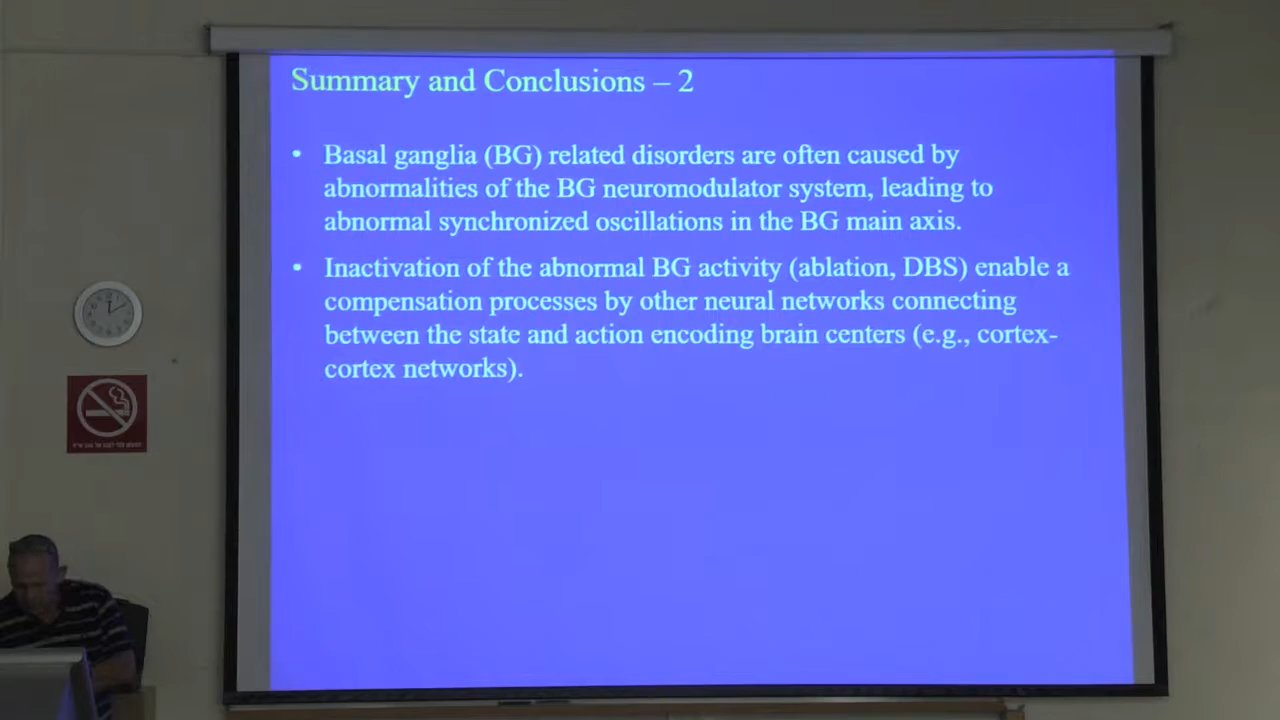 Summary and Conclusions – 2
• Basal ganglia (BG) related disorders are often caused by
abnormalities of the BG neuromodulator system, leading to
abnormal synchronized oscillations in the BG main axis.
• Inactivation of the abnormal BG activity (ablation, DBS) enable a
compensation processes by other neural networks connecting
between the state and action encoding brain centers (e.g., cortex-
cortex networks).